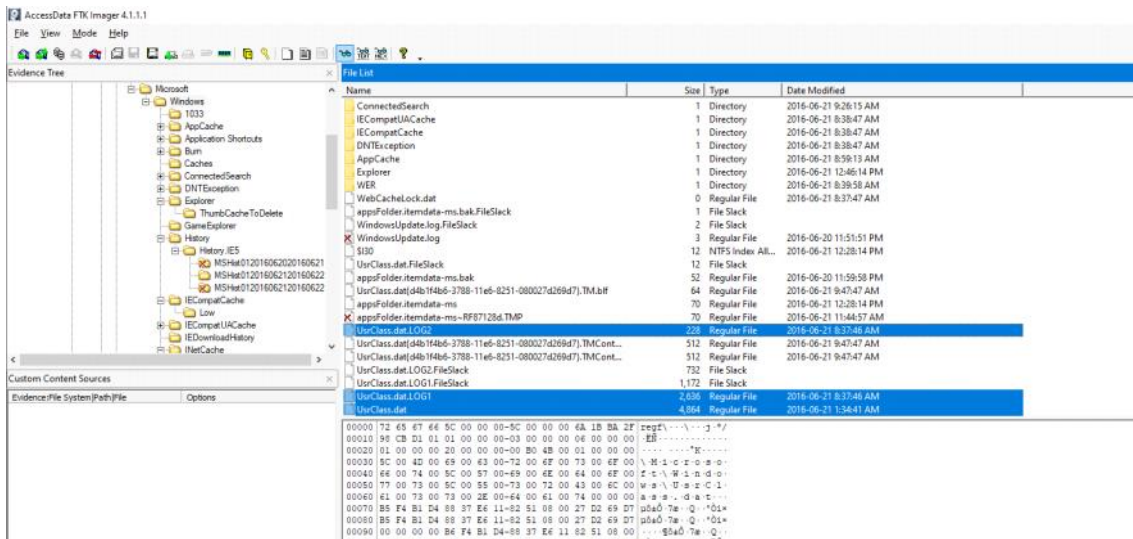 AccessData FTK Imager 4.1.1.1
File View Mode Help
Evidence Tree
Microsoft
Windows
1033
AppCache
Application Shortcuts
Burn
Caches
ConnectedSearch
DNTException
Explorer
ThumbCacheToDelete
GameExplorer
History
History.IE5
MSHist012016062020160621
MSHist012016062120160622
MSHist012016062120160622
IECompatCache
Low
IECompatUACache
IEDownloadHistory
INetCache
Custom Content Sources
Evidence:File System|Path|File Options
File List
Name Size Type Date Modified
ConnectedSearch 1 Directory 2016-06-21 9:26:15 AM
IECompatUACache 1 Directory 2016-06-21 8:38:47 AM
IECompatCache 1 Directory 2016-06-21 8:38:47 AM
DNTException 1 Directory 2016-06-21 8:38:47 AM
AppCache 1 Directory 2016-06-21 8:59:13 AM
Explorer 1 Directory 2016-06-21 12:46:14 PM
WER 1 Directory 2016-06-21 8:39:58 AM
WebCacheLock.dat 0 Regular File 2016-06-21 8:37:47 AM
appsFolder.itemdata-ms.bak.FileSlack 1 File Slack
WindowsUpdate.log.FileSlack 2 File Slack
WindowsUpdate.log 3 Regular File 2016-06-20 11:51:51 PM
$I30 12 NTFS Index All... 2016-06-21 12:28:14 PM
UsrClass.dat.FileSlack 12 File Slack
appsFolder.itemdata-ms.bak 52 Regular File 2016-06-20 11:59:58 PM
UsrClass.dat{d4b1f4b6-3788-11e6-8251-080027d269d7}.TM.blf 64 Regular File 2016-06-21 9:47:47 AM
appsFolder.itemdata-ms 70 Regular File 2016-06-21 12:28:14 PM
appsFolder.itemdata-ms~RF87128d.TMP 70 Regular File 2016-06-21 11:44:57 AM
UsrClass.dat.LOG2 228 Regular File 2016-06-21 8:37:46 AM
UsrClass.dat{d4b1f4b6-3788-11e6-8251-080027d269d7}.TMCont... 512 Regular File 2016-06-21 9:47:47 AM
UsrClass.dat{d4b1f4b6-3788-11e6-8251-080027d269d7}.TMCont... 512 Regular File 2016-06-21 9:47:47 AM
UsrClass.dat.LOG2.FileSlack 732 File Slack
UsrClass.dat.LOG1.FileSlack 1,172 File Slack
UsrClass.dat.LOG1 2,636 Regular File 2016-06-21 8:37:46 AM
UsrClass.dat 4,864 Regular File 2016-06-21 1:34:41 AM
00000 72 65 67 66 5C 00 00 00-5C 00 00 00 6A 1B BA 2F regf\···\···j·°/
00010 98 CB D1 01 01 00 00 00-03 00 00 00 06 00 00 00
00020 01 00 00 00 20 00 00 00-00 B0 4B 00 01 00 00 00
00030 5C 00 4D 00 69 00 63 00-72 00 6F 00 73 00 6F 00 \·M·i·c·r·o·s·o·
00040 66 00 74 00 5C 00 57 00-69 00 6E 00 64 00 6F 00 f·t·\·W·i·n·d·o·
00050 77 00 73 00 5C 00 55 00-73 00 72 00 43 00 6C 00 w·s·\·U·s·r·C·l·
00060 61 00 73 00 73 00 2E 00-64 00 61 00 74 00 00 00 a·s·s·.·d·a·t···
00070 B5 F4 B1 D4 88 37 E6 11-82 51 08 00 27 D2 69 D7
00080 B5 F4 B1 D4 88 37 E6 11-82 51 08 00 27 D2 69 D7
00090 00 00 00 00 B6 F4 B1 D4-88 37 E6 11 82 51 08 00